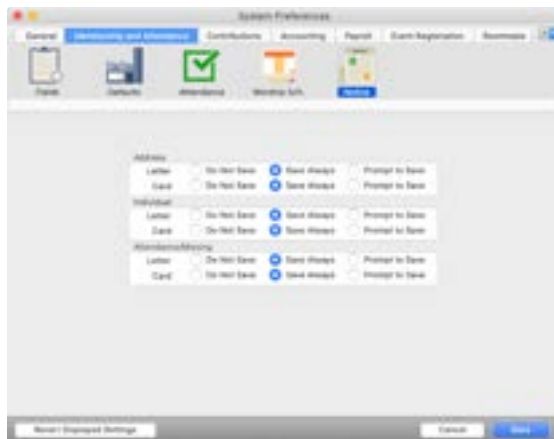 System Preferences
General Membership and Attendance Contributions Accounting Payroll Event Registration Roommate
Fields Defaults Attendance Worship S/H Notice
Address
Letter Do Not Save Save Always Prompt to Save
Card Do Not Save Save Always Prompt to Save
Individual
Letter Do Not Save Save Always Prompt to Save
Card Do Not Save Save Always Prompt to Save
Attendance/Missing
Letter Do Not Save Save Always Prompt to Save
Card Do Not Save Save Always Prompt to Save
Revert Displayed Settings Cancel Save